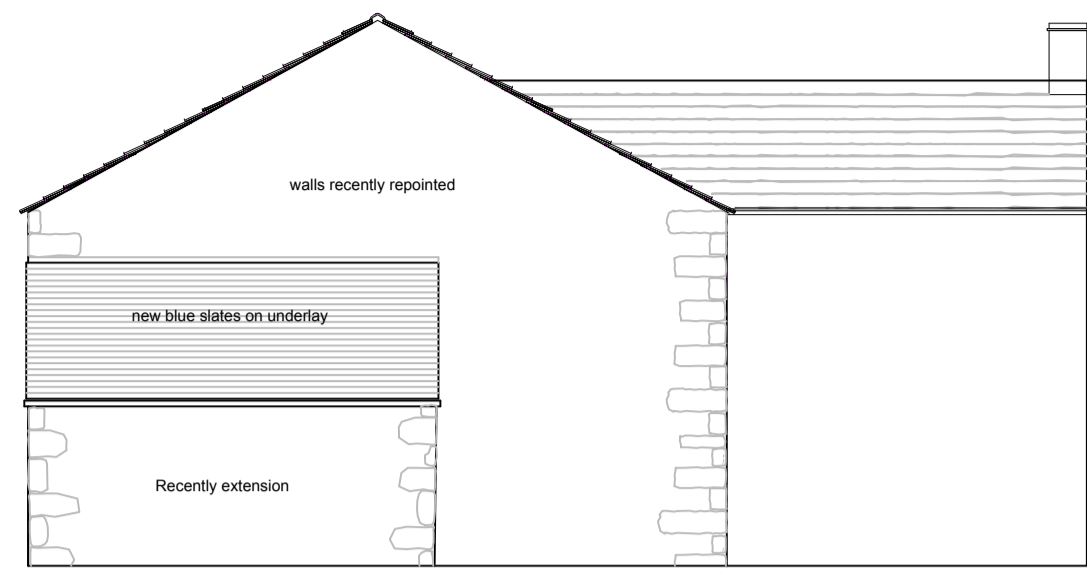 walls recently repointed
new blue slates on underlay
Recently extension